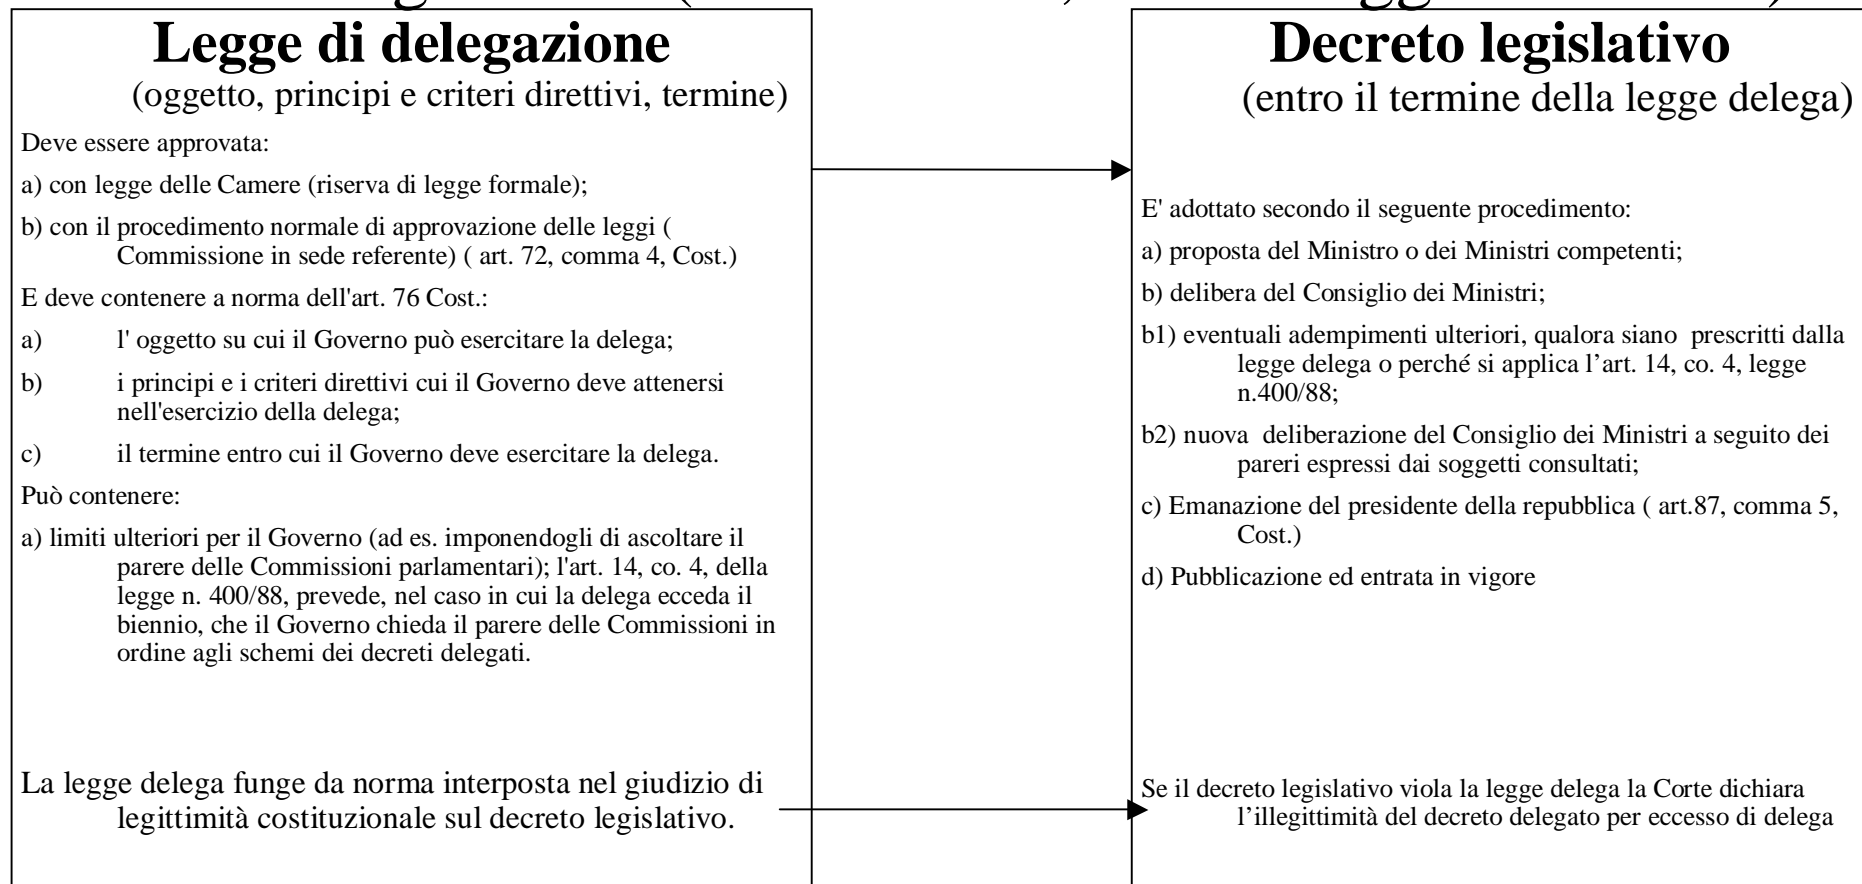 Legge di delegazione
(oggetto, principi e criteri direttivi, termine)
Deve essere approvata:
a) con legge delle Camere (riserva di legge formale);
b) con il procedimento normale di approvazione delle leggi (
Commissione in sede referente) ( art. 72, comma 4, Cost.)
E deve contenere a norma dell'art. 76 Cost.:
a) l' oggetto su cui il Governo può esercitare la delega;
b) i principi e i criteri direttivi cui il Governo deve attenersi
nell'esercizio della delega;
c) il termine entro cui il Governo deve esercitare la delega.
Può contenere:
a) limiti ulteriori per il Governo (ad es. imponendogli di ascoltare il
parere delle Commissioni parlamentari); l'art. 14, co. 4, della
legge n. 400/88, prevede, nel caso in cui la delega ecceda il
biennio, che il Governo chieda il parere delle Commissioni in
ordine agli schemi dei decreti delegati.
La legge delega funge da norma interposta nel giudizio di
legittimità costituzionale sul decreto legislativo.
Decreto legislativo
(entro il termine della legge delega)
E' adottato secondo il seguente procedimento:
a) proposta del Ministro o dei Ministri competenti;
b) delibera del Consiglio dei Ministri;
b1) eventuali adempimenti ulteriori, qualora siano prescritti dalla
legge delega o perché si applica l’art. 14, co. 4, legge
n.400/88;
b2) nuova deliberazione del Consiglio dei Ministri a seguito dei
pareri espressi dai soggetti consultati;
c) Emanazione del presidente della repubblica ( art.87, comma 5,
Cost.)
d) Pubblicazione ed entrata in vigore
Se il decreto legislativo viola la legge delega la Corte dichiara
l’illegittimità del decreto delegato per eccesso di delega